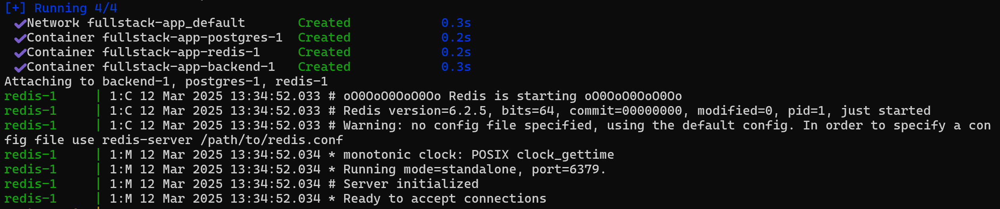 [+] Running 4/4
✔Network fullstack-app_default Created 0.3s
✔Container fullstack-app-postgres-1 Created 0.2s
✔Container fullstack-app-redis-1 Created 0.2s
✔Container fullstack-app-backend-1 Created 0.3s
Attaching to backend-1, postgres-1, redis-1
redis-1 | 1:C 12 Mar 2025 13:34:52.033 # oO0OoO0OoO0Oo Redis is starting oO0OoO0OoO0Oo
redis-1 | 1:C 12 Mar 2025 13:34:52.033 # Redis version=6.2.5, bits=64, commit=00000000, modified=0, pid=1, just started
redis-1 | 1:C 12 Mar 2025 13:34:52.033 # Warning: no config file specified, using the default config. In order to specify a con
fig file use redis-server /path/to/redis.conf
redis-1 | 1:M 12 Mar 2025 13:34:52.034 * monotonic clock: POSIX clock_gettime
redis-1 | 1:M 12 Mar 2025 13:34:52.034 * Running mode=standalone, port=6379.
redis-1 | 1:M 12 Mar 2025 13:34:52.034 # Server initialized
redis-1 | 1:M 12 Mar 2025 13:34:52.034 * Ready to accept connections